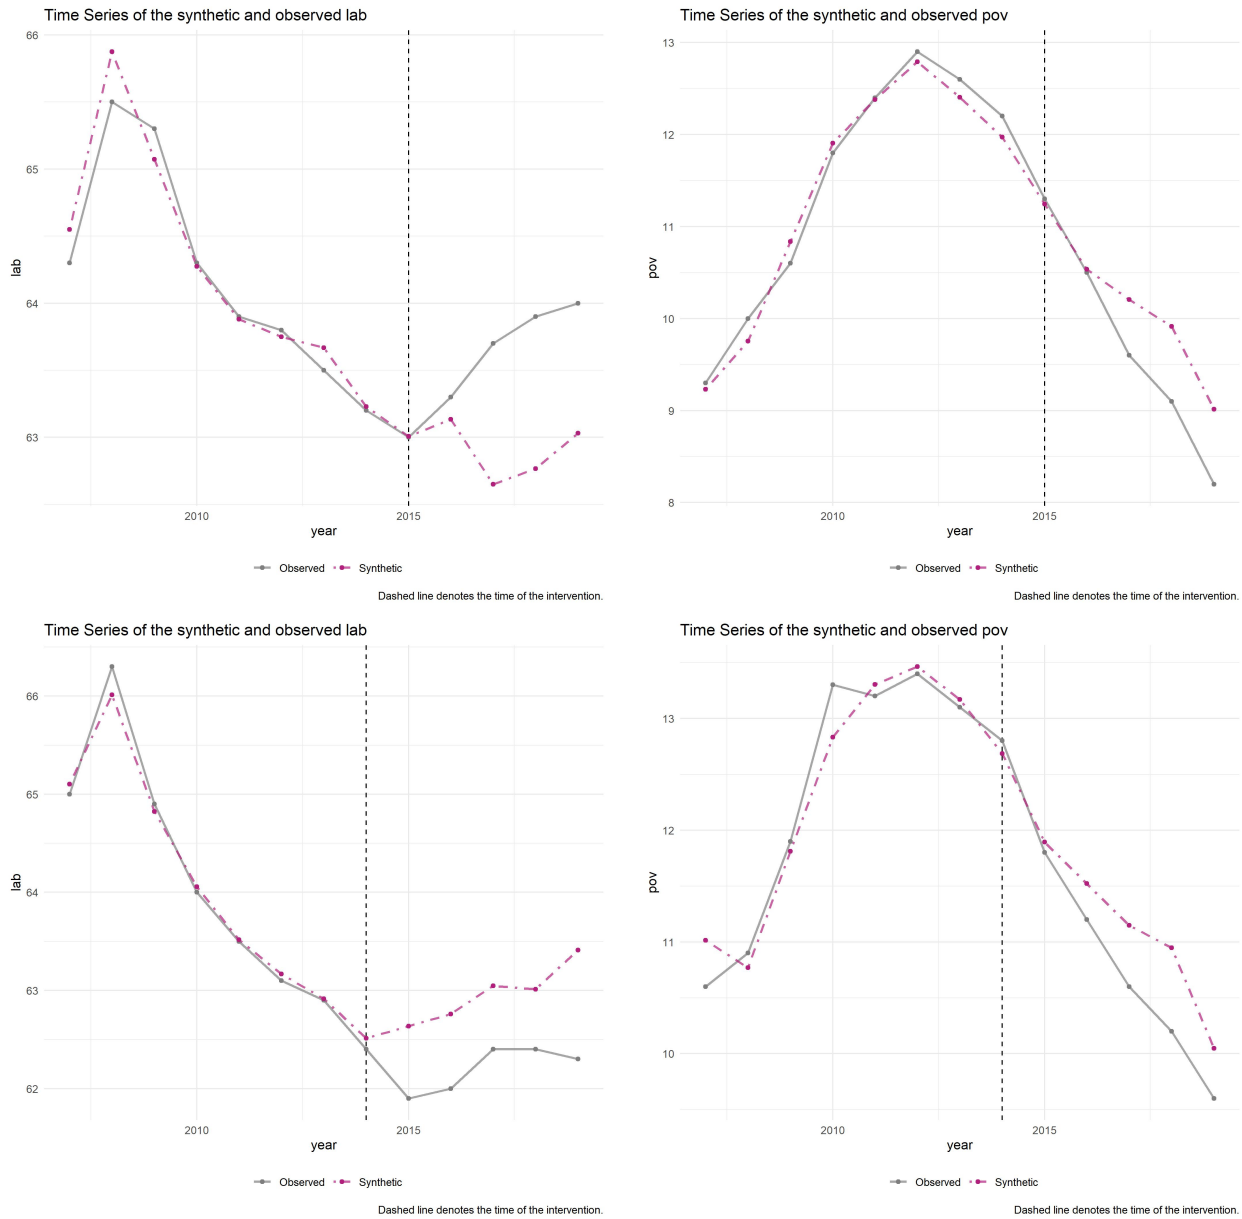 Time Series of the synthetic and observed lab
66
65
64
63
lab
2010
2015
year
Observed
Synthetic
Dashed line denotes the time of the intervention.
Time Series of the synthetic and observed pov
13
12
11
10
9
8
pov
2010
2015
year
Observed
Synthetic
Dashed line denotes the time of the intervention.
Time Series of the synthetic and observed lab
66
65
64
63
62
lab
2010
2015
year
Observed
Synthetic
Dashed line denotes the time of the intervention.
Time Series of the synthetic and observed pov
13
12
11
10
pov
2010
2015
year
Observed
Synthetic
Dashed line denotes the time of the intervention.